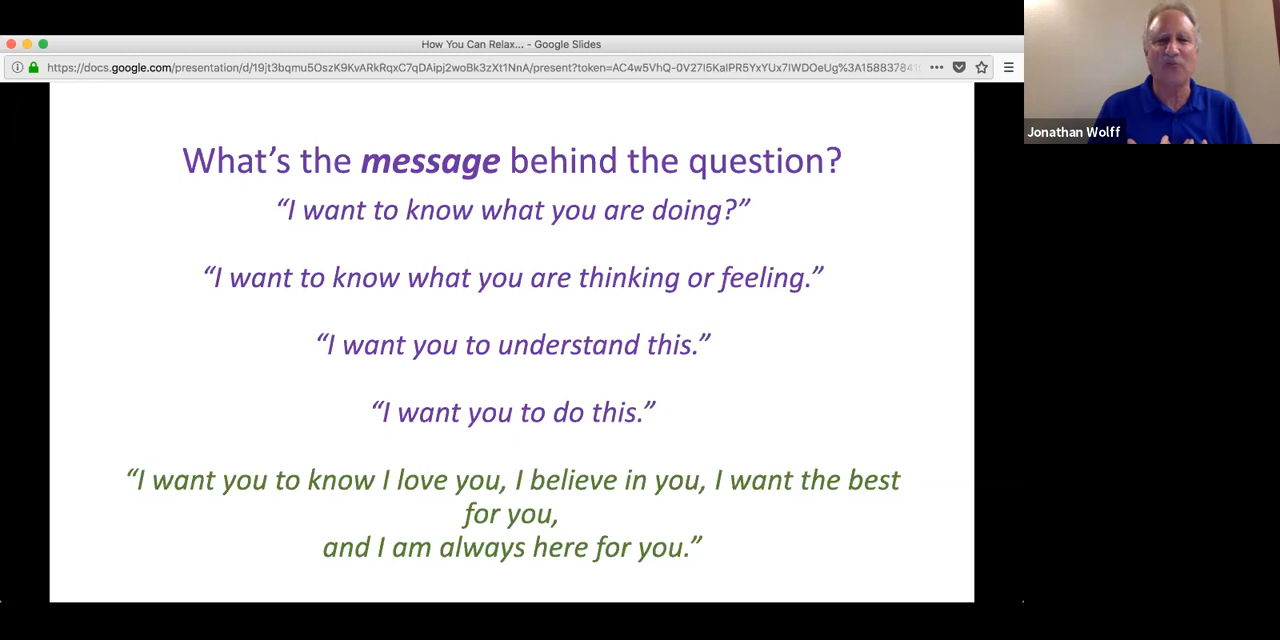 How You Can Relax... - Google Slides
Jonathan Wolff
What’s the message behind the question?
“I want to know what you are doing?”
“I want to know what you are thinking or feeling.”
“I want you to understand this.”
“I want you to do this.”
“I want you to know I love you, I believe in you, I want the best
for you,
and I am always here for you.”